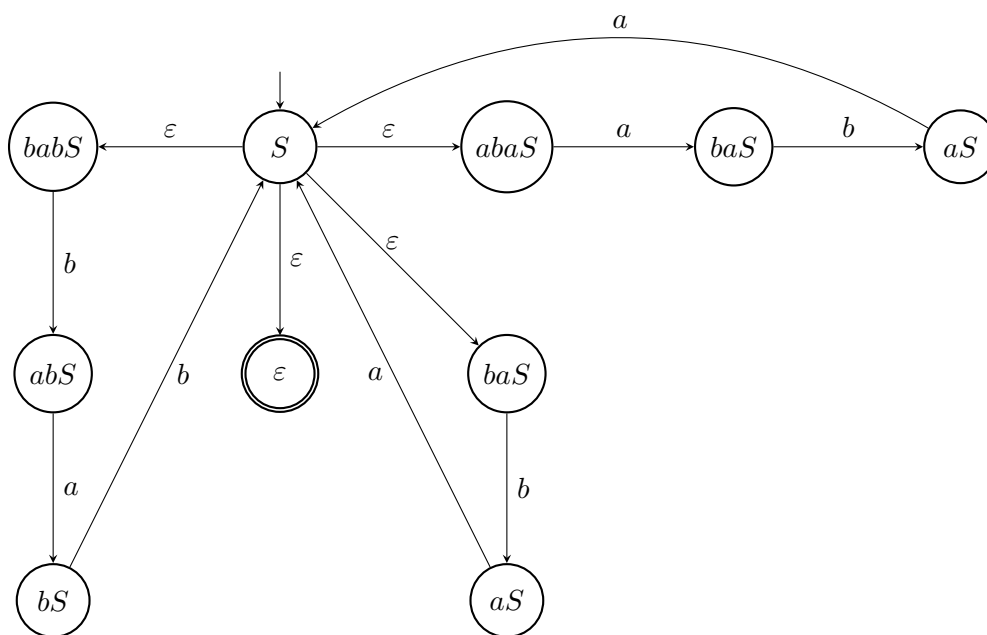 a
babS ε S ε abaS a baS b aS
b ε ε
abS b ε a baS
a b
bS aS